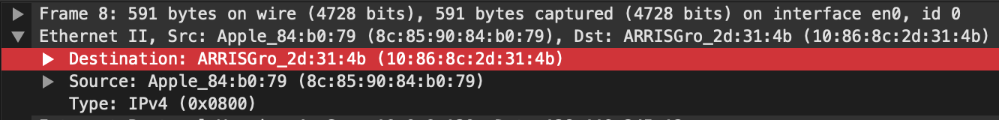 Frame 8: 591 bytes on wire (4728 bits), 591 bytes captured (4728 bits) on interface en0, id 0
Ethernet II, Src: Apple_84:b0:79 (8c:85:90:84:b0:79), Dst: ARRISGro_2d:31:4b (10:86:8c:2d:31:4b)
Destination: ARRISGro_2d:31:4b (10:86:8c:2d:31:4b)
Source: Apple_84:b0:79 (8c:85:90:84:b0:79)
Type: IPv4 (0x0800)